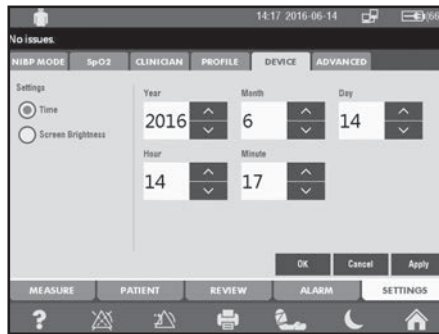 14:17 2016-06-14
No issues.
NIBP MODE SpO2 CLINICIAN PROFILE DEVICE ADVANCED
Settings
Time
Screen Brightness
Year Month Day
2016 6 14
Hour Minute
14 17
OK Cancel Apply
MEASURE PATIENT REVIEW ALARM SETTINGS
?